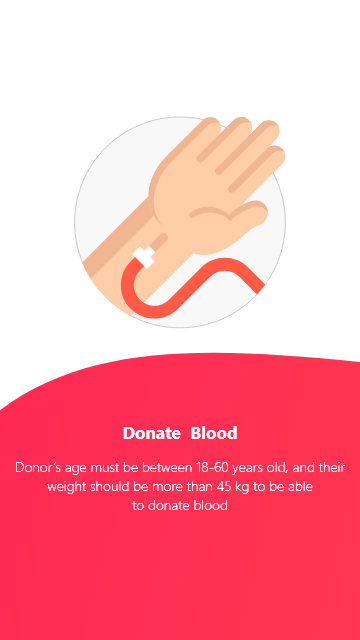 Donate Blood
Donor's age must be between 18-60 years old, and their
weight should be more than 45 kg to be able
to donate blood